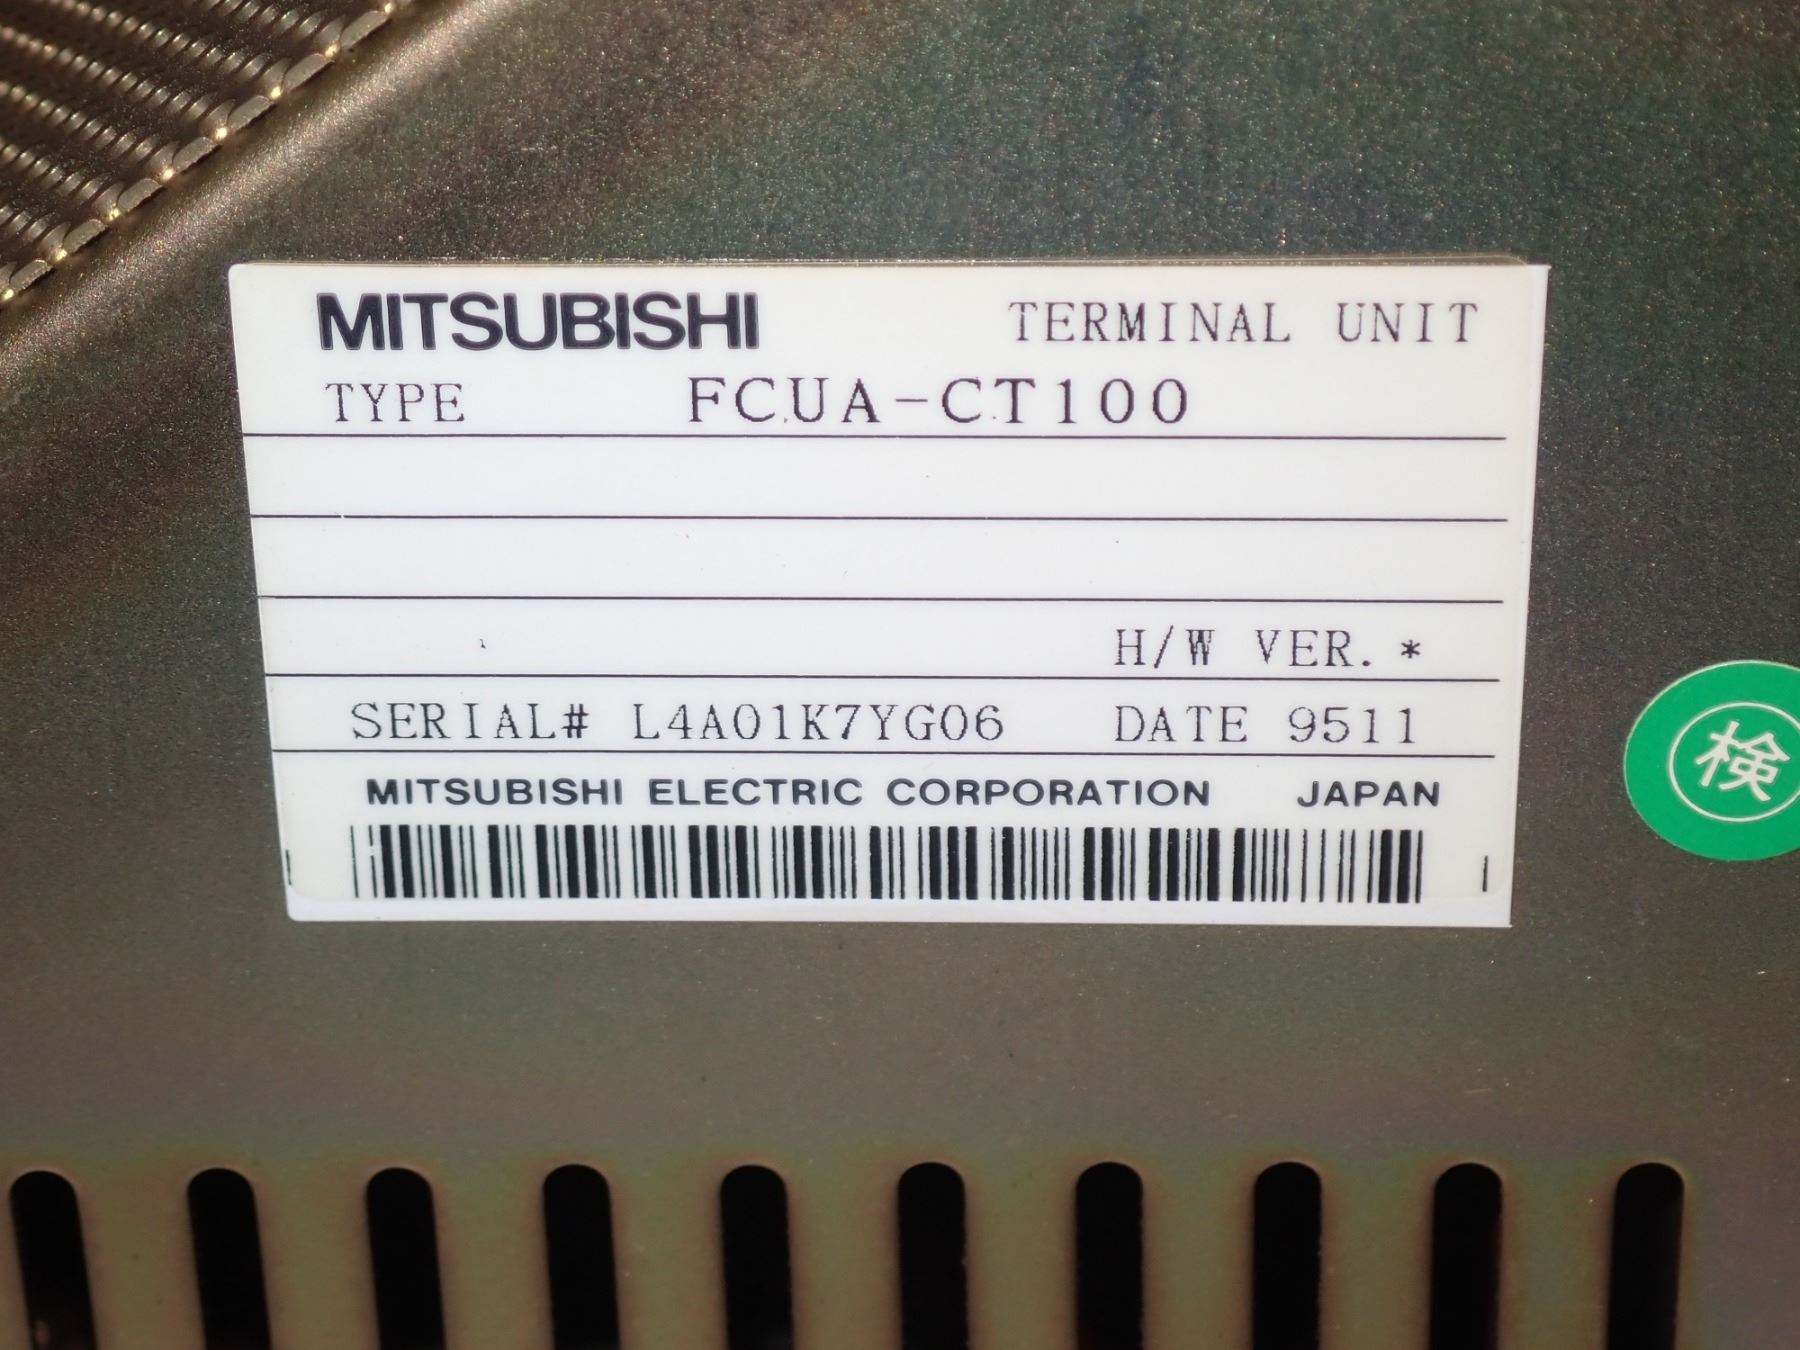 MITSUBISHI TERMINAL UNIT
TYPE FCUA-CT100
H/W VER. *
SERIAL# L4A01K7YG06 DATE 9511
MITSUBISHI ELECTRIC CORPORATION JAPAN
検